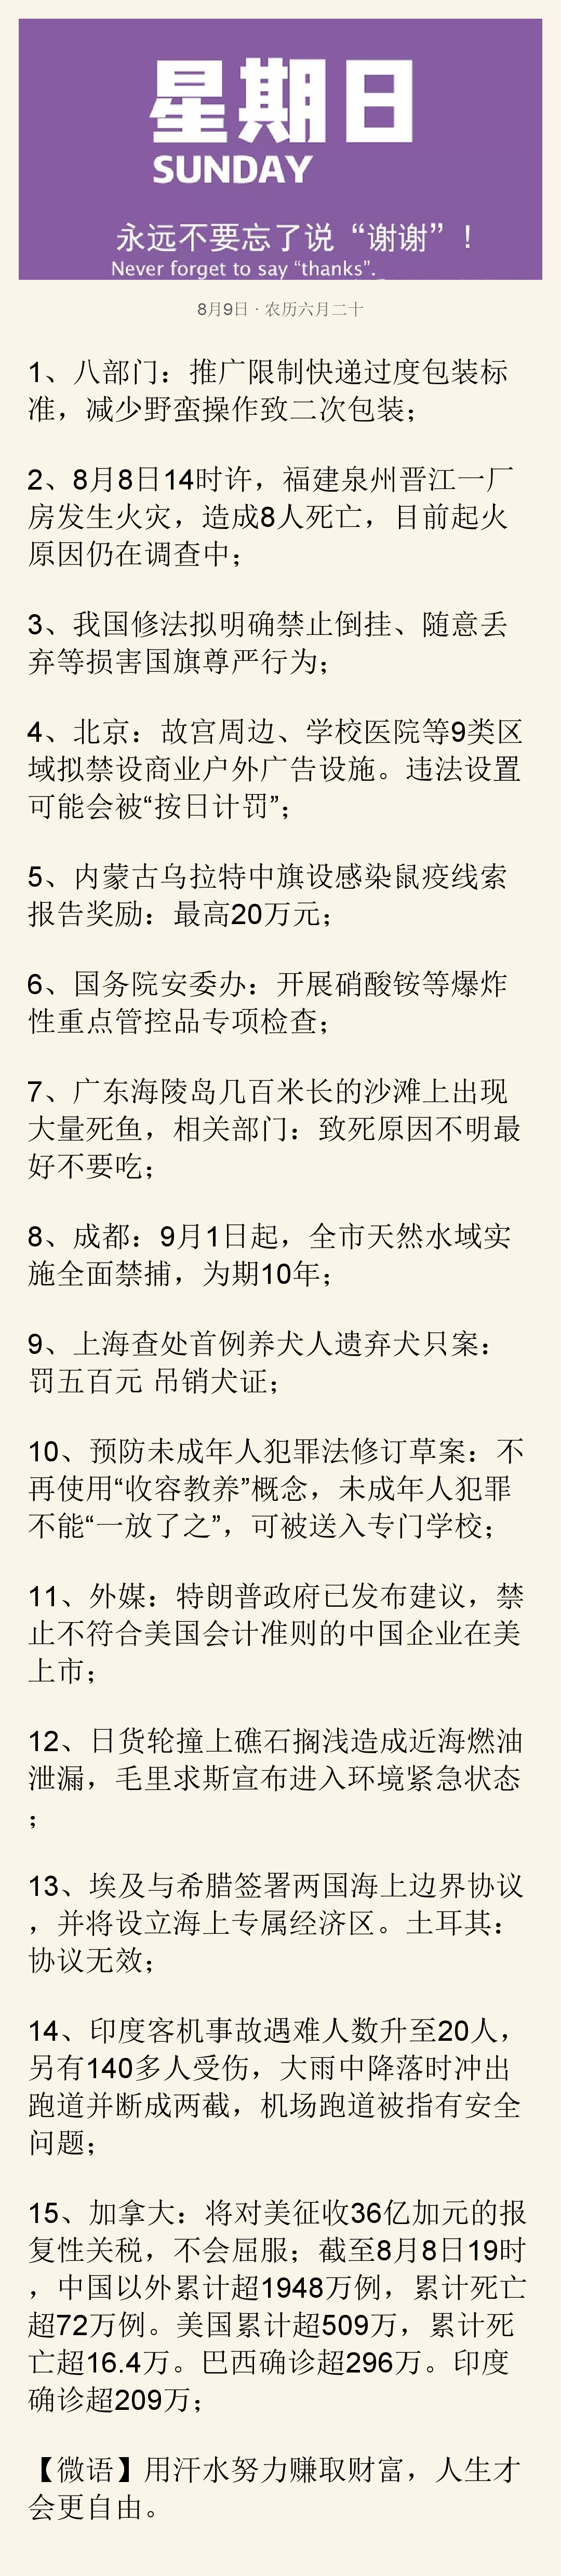 星期日
SUNDAY
永远不要忘了说“谢谢”！
Never forget to say “thanks”.
8月9日 · 农历六月二十
1、八部门：推广限制快递过度包装标
准，减少野蛮操作致二次包装；
2、8月8日14时许，福建泉州晋江一厂
房发生火灾，造成8人死亡，目前起火
原因仍在调查中；
3、我国修法拟明确禁止倒挂、随意丢
弃等损害国旗尊严行为；
4、北京：故宫周边、学校医院等9类区
域拟禁设商业户外广告设施。违法设置
可能会被“按日计罚”；
5、内蒙古乌拉特中旗设感染鼠疫线索
报告奖励：最高20万元；
6、国务院安委办：开展硝酸铵等爆炸
性重点管控品专项检查；
7、广东海陵岛几百米长的沙滩上出现
大量死鱼，相关部门：致死原因不明最
好不要吃；
8、成都：9月1日起，全市天然水域实
施全面禁捕，为期10年；
9、上海查处首例养犬人遗弃犬只案：
罚五百元 吊销犬证；
10、预防未成年人犯罪法修订草案：不
再使用“收容教养”概念，未成年人犯罪
不能“一放了之”，可被送入专门学校；
11、外媒：特朗普政府已发布建议，禁
止不符合美国会计准则的中国企业在美
上市；
12、日货轮撞上礁石搁浅造成近海燃油
泄漏，毛里求斯宣布进入环境紧急状态
；
13、埃及与希腊签署两国海上边界协议
，并将设立海上专属经济区。土耳其：
协议无效；
14、印度客机事故遇难人数升至20人，
另有140多人受伤，大雨中降落时冲出
跑道并断成两截，机场跑道被指有安全
问题；
15、加拿大：将对美征收36亿加元的报
复性关税，不会屈服；截至8月8日19时
，中国以外累计超1948万例，累计死亡
超72万例。美国累计超509万，累计死
亡超16.4万。巴西确诊超296万。印度
确诊超209万；
【微语】用汗水努力赚取财富，人生才
会更自由。